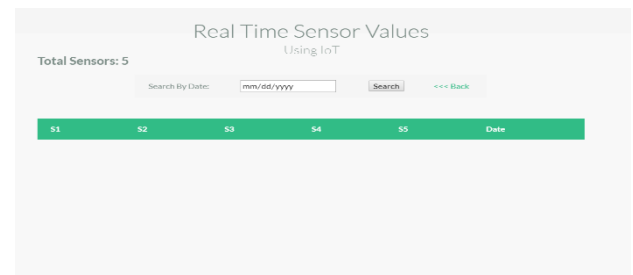 Real Time Sensor Values
Using IoT
Total Sensors: 5
Search By Date: mm/dd/yyyy Search <<< Back
S1 S2 S3 S4 S5 Date